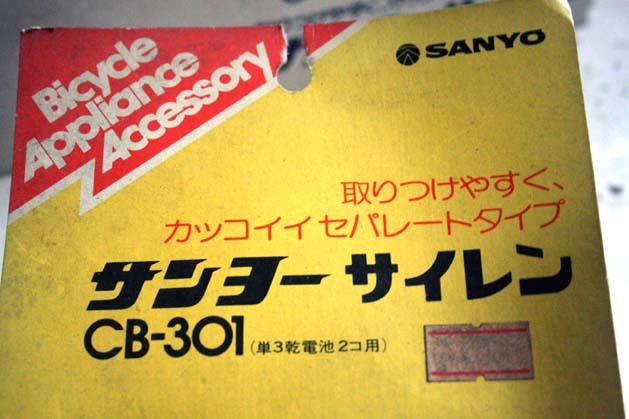 Bicycle
Appliance
Accessory
SANYO
取りつけやすく、
カッコイイ セパレートタイプ
サンヨー サイレン
CB-301 (単3乾電池2コ用)